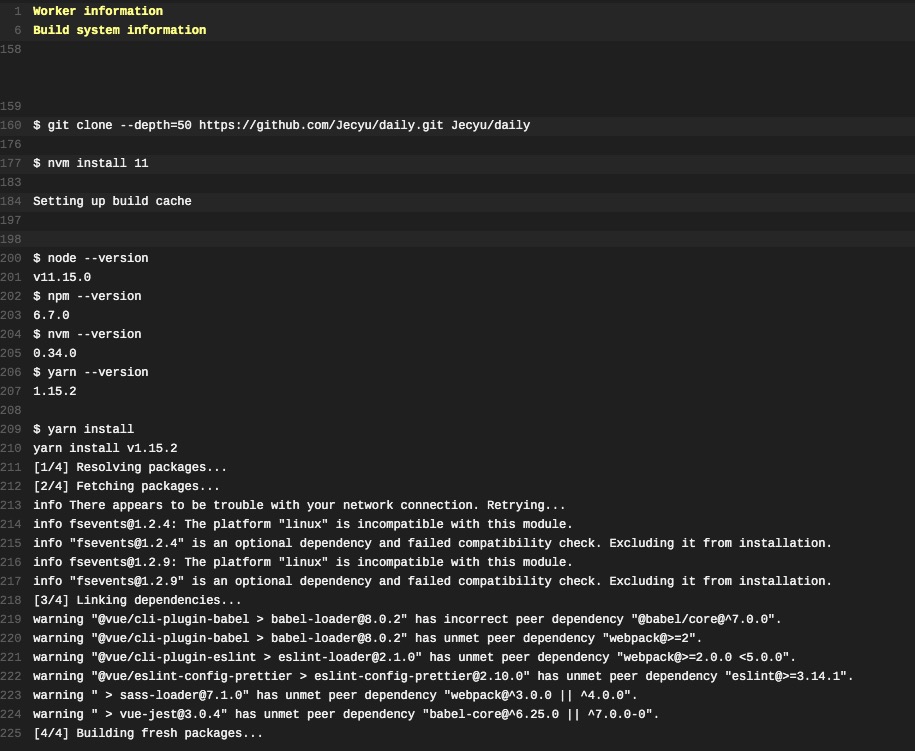 1 Worker information
6 Build system information
158
159
160 $ git clone --depth=50 https://github.com/Jecyu/daily.git Jecyu/daily
176
177 $ nvm install 11
183
184 Setting up build cache
197
198
200 $ node --version
201 v11.15.0
202 $ npm --version
203 6.7.0
204 $ nvm --version
205 0.34.0
206 $ yarn --version
207 1.15.2
208
209 $ yarn install
210 yarn install v1.15.2
211 [1/4] Resolving packages...
212 [2/4] Fetching packages...
213 info There appears to be trouble with your network connection. Retrying...
214 info fsevents@1.2.4: The platform "linux" is incompatible with this module.
215 info "fsevents@1.2.4" is an optional dependency and failed compatibility check. Excluding it from installation.
216 info fsevents@1.2.9: The platform "linux" is incompatible with this module.
217 info "fsevents@1.2.9" is an optional dependency and failed compatibility check. Excluding it from installation.
218 [3/4] Linking dependencies...
219 warning "@vue/cli-plugin-babel > babel-loader@8.0.2" has incorrect peer dependency "@babel/core@^7.0.0".
220 warning "@vue/cli-plugin-babel > babel-loader@8.0.2" has unmet peer dependency "webpack@>=2".
221 warning "@vue/cli-plugin-eslint > eslint-loader@2.1.0" has unmet peer dependency "webpack@>=2.0.0 <5.0.0".
222 warning "@vue/eslint-config-prettier > eslint-config-prettier@2.10.0" has unmet peer dependency "eslint@>=3.14.1".
223 warning " > sass-loader@7.1.0" has unmet peer dependency "webpack@^3.0.0 || ^4.0.0".
224 warning " > vue-jest@3.0.4" has unmet peer dependency "babel-core@^6.25.0 || ^7.0.0-0".
225 [4/4] Building fresh packages...